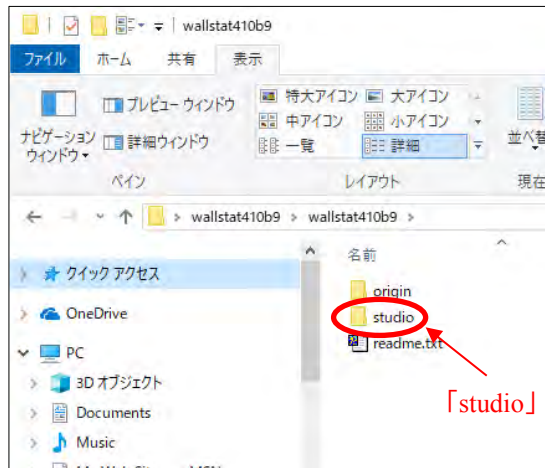 wallstat410b9
ファイル ホーム 共有 表示
プレビュー ウィンドウ
詳細ウィンドウ
ナビゲーション
ウィンドウ
ペイン
特大アイコン 大アイコン
中アイコン 小アイコン
一覧 詳細
レイアウト
並べ替
現在
wallstat410b9 > wallstat410b9 >
名前
クイック アクセス
OneDrive
PC
3D オブジェクト
Documents
Music
origin
studio
readme.txt
「studio」